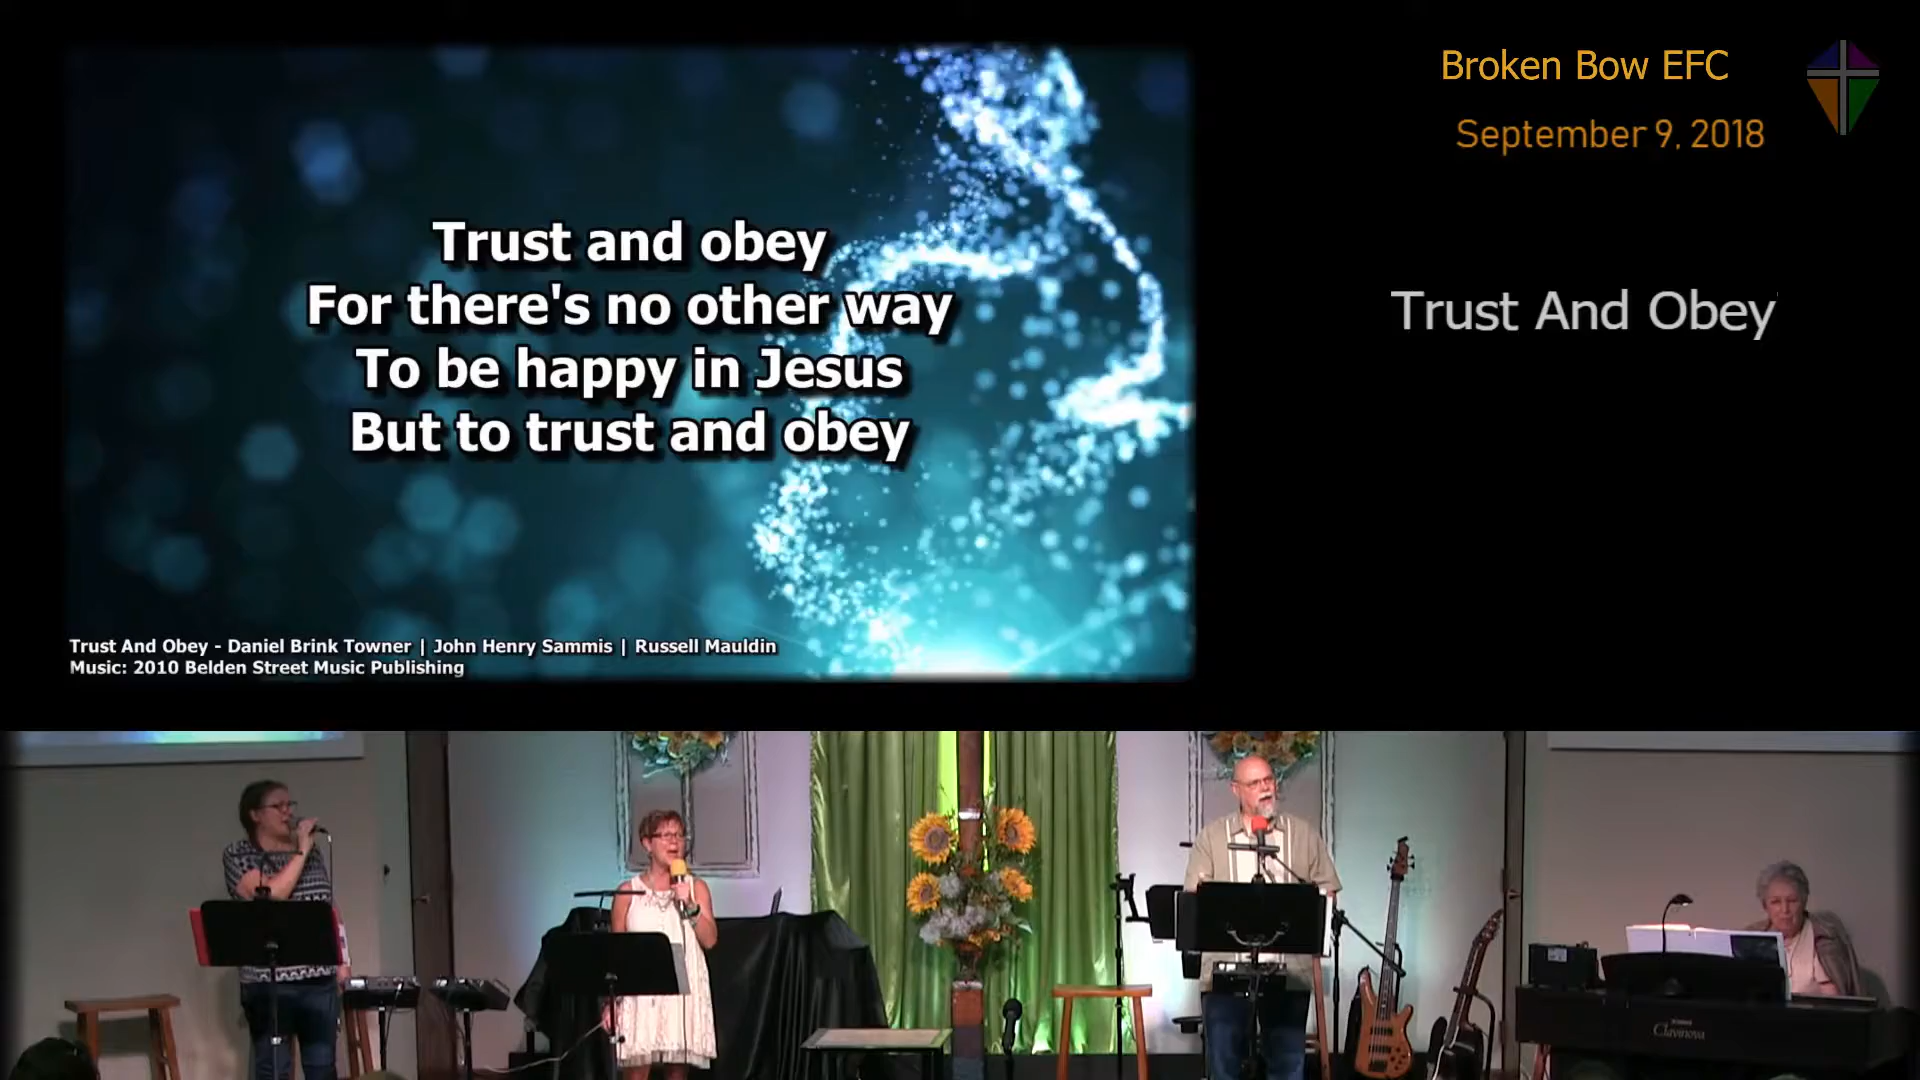 Trust and obey
For there's no other way
To be happy in Jesus
But to trust and obey
Trust And Obey - Daniel Brink Towner | John Henry Sammis | Russell Mauldin
Music: 2010 Belden Street Music Publishing
Broken Bow EFC
September 9, 2018
Trust And Obey
Clavinova